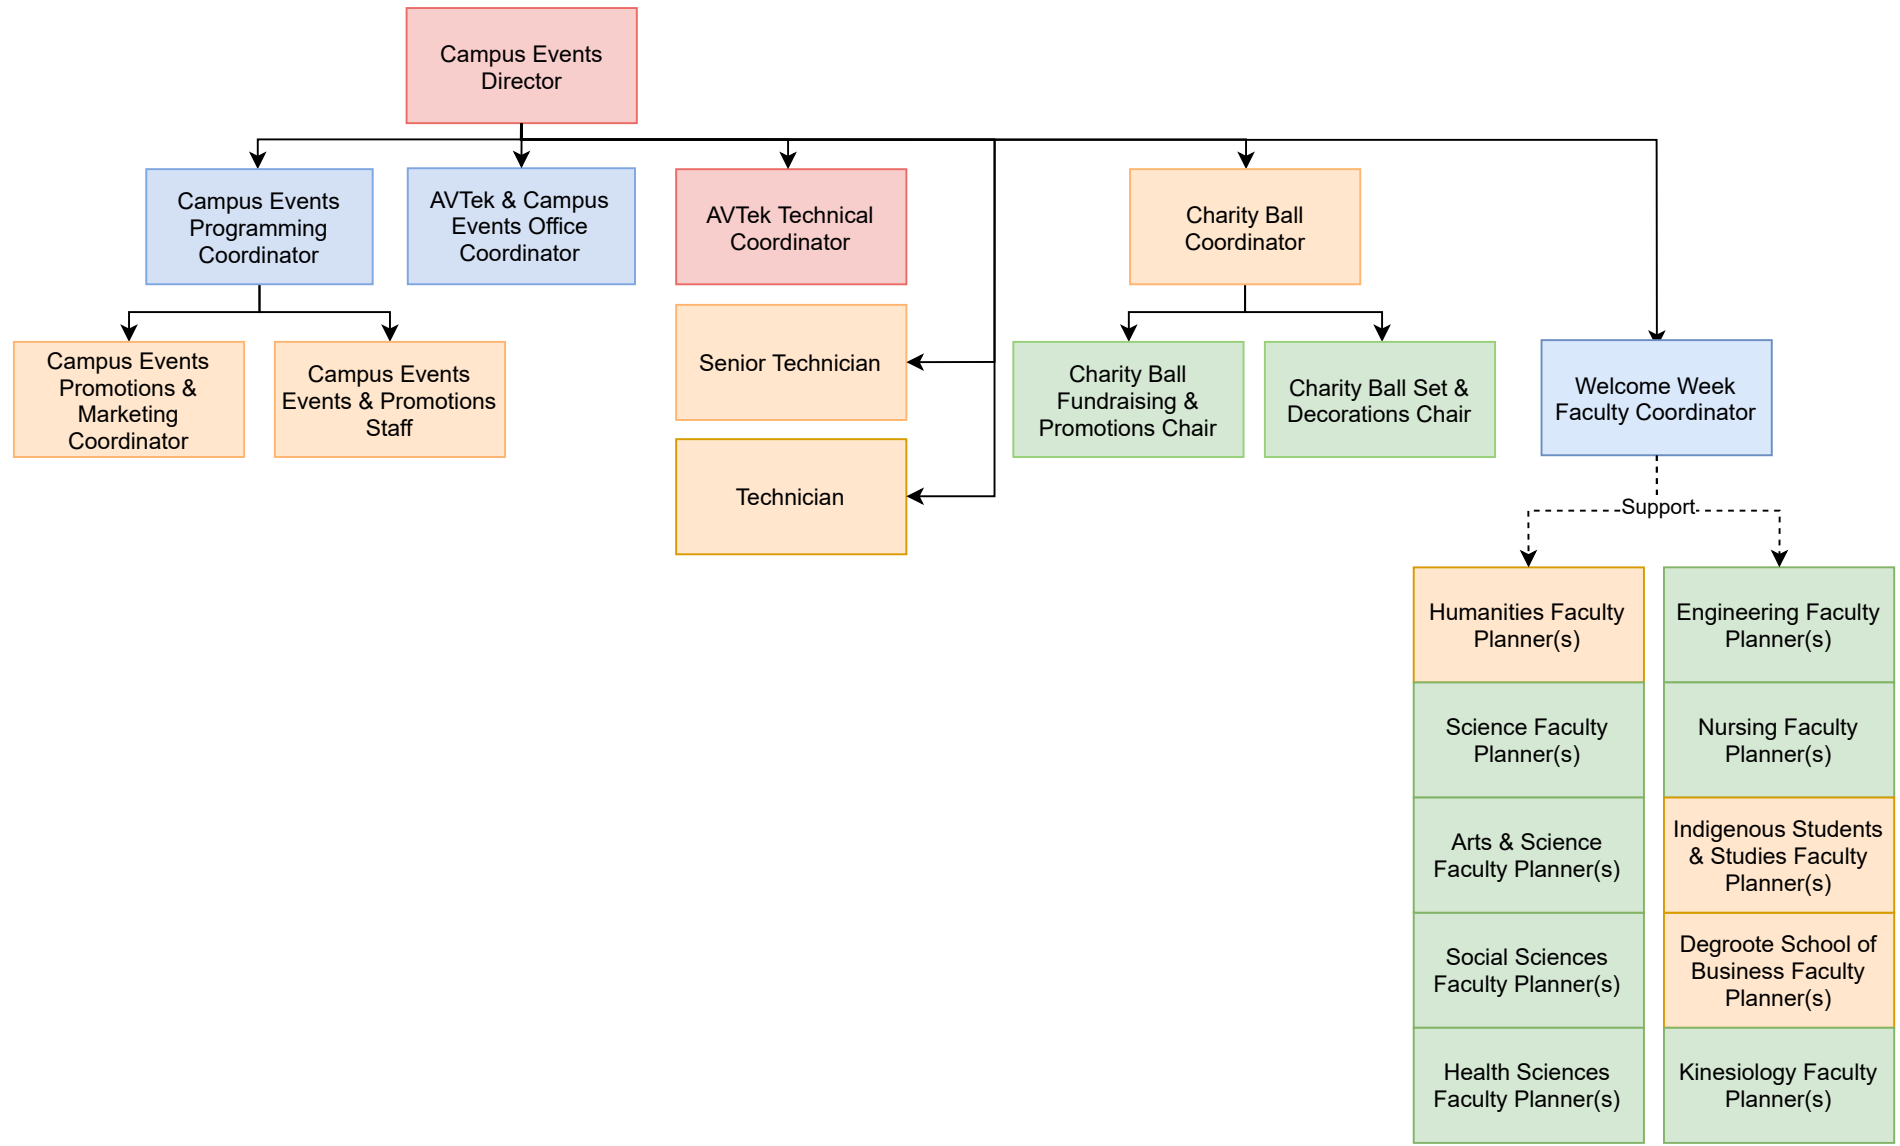 Campus Events
Director
Campus Events
Programming
Coordinator
AVTek & Campus
Events Office
Coordinator
AVTek Technical
Coordinator
Charity Ball
Coordinator
Senior Technician
Campus Events
Promotions &
Marketing
Coordinator
Campus Events
Events & Promotions
Staff
Charity Ball
Fundraising &
Promotions Chair
Charity Ball Set &
Decorations Chair
Welcome Week
Faculty Coordinator
Technician
Support
Humanities Faculty
Planner(s)
Engineering Faculty
Planner(s)
Science Faculty
Planner(s)
Nursing Faculty
Planner(s)
Arts & Science
Faculty Planner(s)
Indigenous Students
& Studies Faculty
Planner(s)
Social Sciences
Faculty Planner(s)
Degroote School of
Business Faculty
Planner(s)
Health Sciences
Faculty Planner(s)
Kinesiology Faculty
Planner(s)